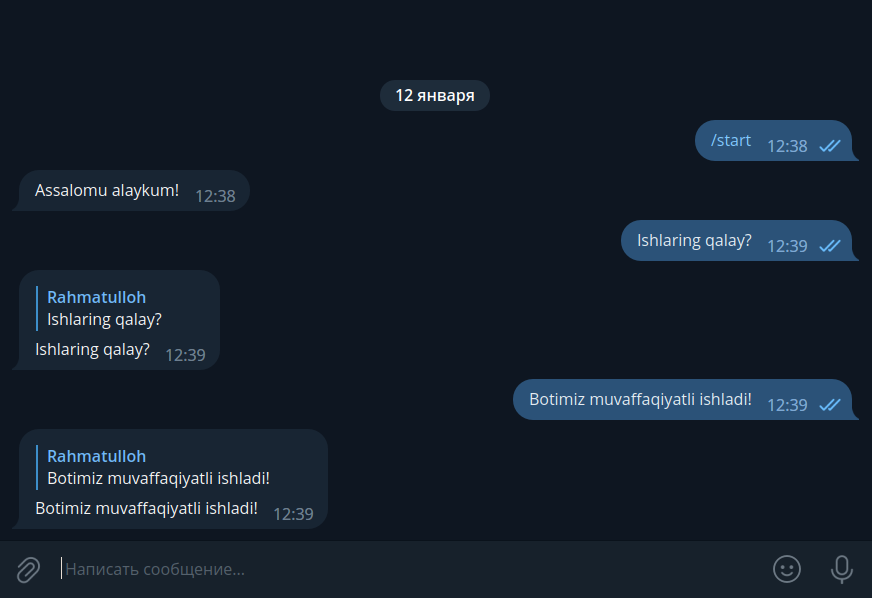 12 января
/start 12:38
Assalomu alaykum! 12:38
Ishlaring qalay? 12:39
Rahmatulloh
Ishlaring qalay?
Ishlaring qalay? 12:39
Botimiz muvaffaqiyatli ishladi! 12:39
Rahmatulloh
Botimiz muvaffaqiyatli ishladi!
Botimiz muvaffaqiyatli ishladi! 12:39
Написать сообщение...